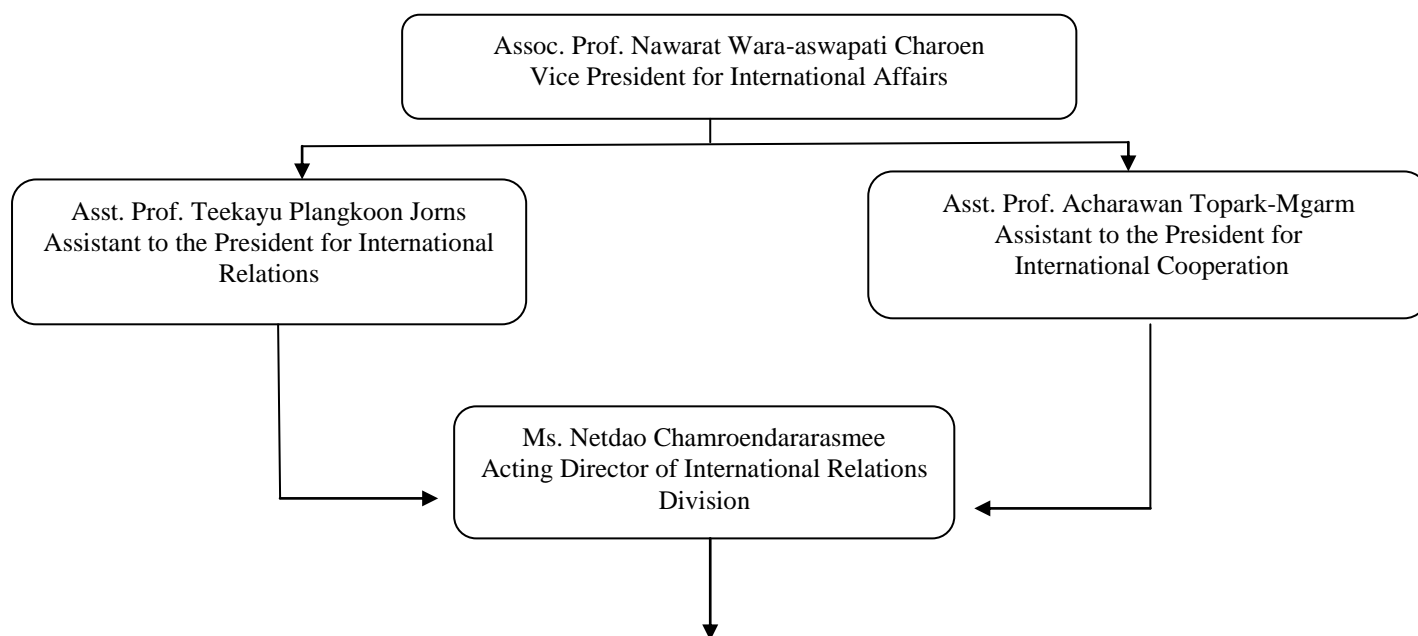 Assoc. Prof. Nawarat Wara-aswapati Charoen
Vice President for International Affairs
Asst. Prof. Teekayu Plangkoon Jorns
Assistant to the President for International
Relations
Asst. Prof. Acharawan Topark-Mgarm
Assistant to the President for
International Cooperation
Ms. Netdao Chamroendararasmee
Acting Director of International Relations
Division